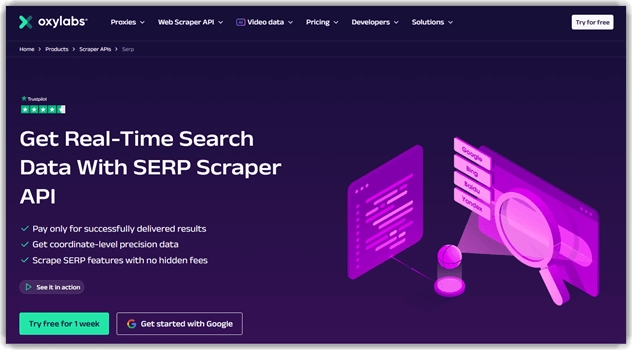 oxylabs®
Proxies Web Scraper API AI Video data Pricing Developers Solutions Try for free
Home > Products > Scraper APIs > Serp
Trustpilot
Get Real-Time Search
Data With SERP Scraper
API
Pay only for successfully delivered results
Get coordinate-level precision data
Scrape SERP features with no hidden fees
See it in action
Try free for 1 week
Get started with Google
Google
Bing
Baidu
Yandex